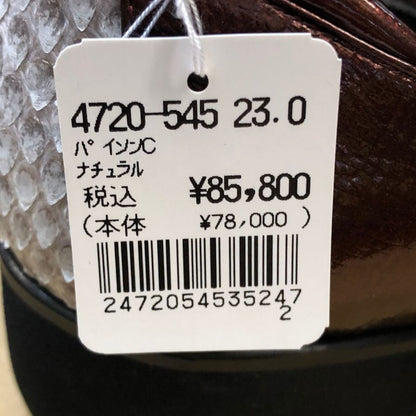 4720-545 23.0
パイソンC
ナチュラル
税込 ¥85,800
(本体 ¥78,000 )
2472054535247
2